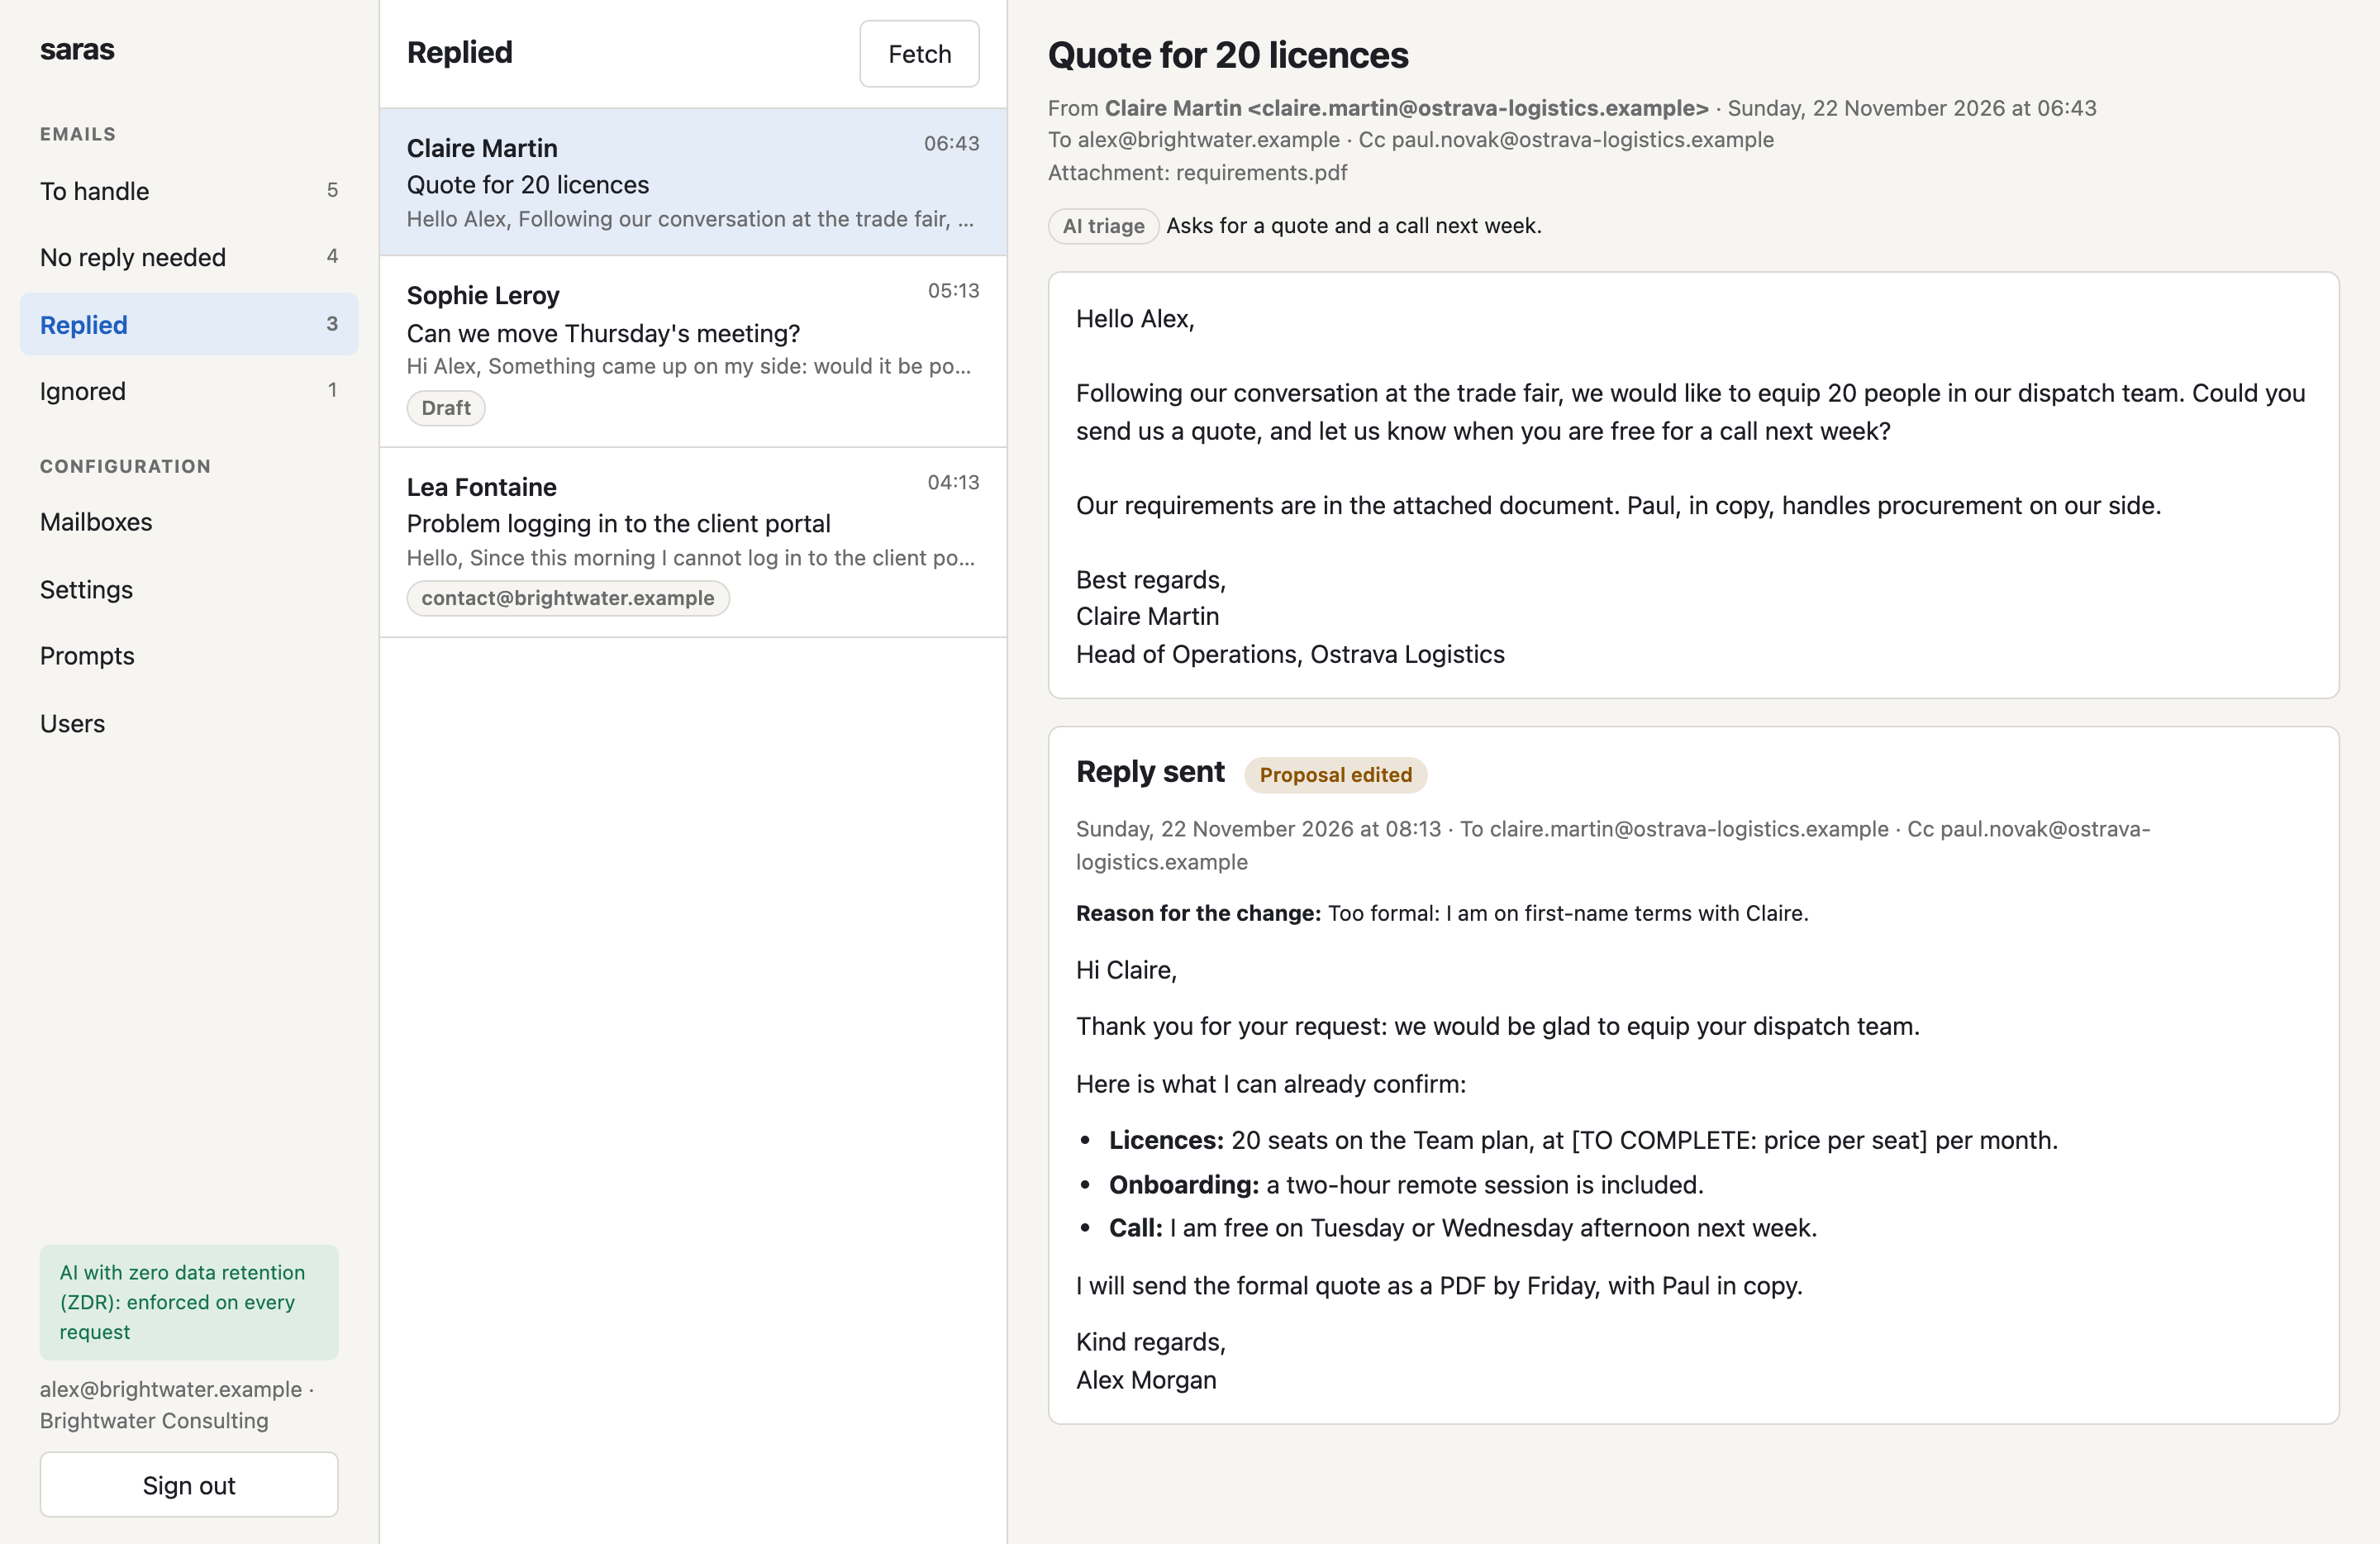 saras
EMAILS
To handle 5
No reply needed 4
Replied 3
Ignored 1
CONFIGURATION
Mailboxes
Settings
Prompts
Users
AI with zero data retention
(ZDR): enforced on every
request
alex@brightwater.example ·
Brightwater Consulting
Sign out
Replied Fetch
Claire Martin 06:43
Quote for 20 licences
Hello Alex, Following our conversation at the trade fair, ...
Sophie Leroy 05:13
Can we move Thursday's meeting?
Hi Alex, Something came up on my side: would it be po...
Draft
Lea Fontaine 04:13
Problem logging in to the client portal
Hello, Since this morning I cannot log in to the client po...
contact@brightwater.example
Quote for 20 licences
From Claire Martin <claire.martin@ostrava-logistics.example> · Sunday, 22 November 2026 at 06:43
To alex@brightwater.example · Cc paul.novak@ostrava-logistics.example
Attachment: requirements.pdf
AI triage Asks for a quote and a call next week.
Hello Alex,
Following our conversation at the trade fair, we would like to equip 20 people in our dispatch team. Could you
send us a quote, and let us know when you are free for a call next week?
Our requirements are in the attached document. Paul, in copy, handles procurement on our side.
Best regards,
Claire Martin
Head of Operations, Ostrava Logistics
Reply sent Proposal edited
Sunday, 22 November 2026 at 08:13 · To claire.martin@ostrava-logistics.example · Cc paul.novak@ostrava-
logistics.example
Reason for the change: Too formal: I am on first-name terms with Claire.
Hi Claire,
Thank you for your request: we would be glad to equip your dispatch team.
Here is what I can already confirm:
• Licences: 20 seats on the Team plan, at [TO COMPLETE: price per seat] per month.
• Onboarding: a two-hour remote session is included.
• Call: I am free on Tuesday or Wednesday afternoon next week.
I will send the formal quote as a PDF by Friday, with Paul in copy.
Kind regards,
Alex Morgan